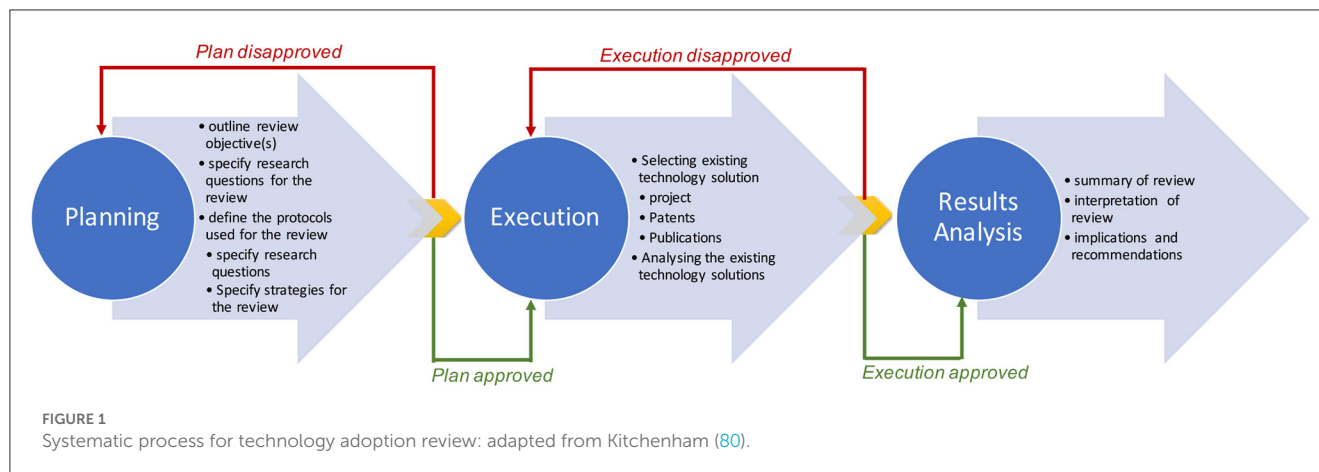 Plan disapproved
Execution disapproved
Planning
• outline review
objective(s)
• specify research
questions for the
review
• define the protocols
used for the review
• specify research
questions
• Specify strategies for
the review
Execution
• Selecting existing
technology solution
• project
• Patents
• Publications
• Analysing the existing
technology solutions
Results
Analysis
• summary of review
• interpretation of
review
• implications and
recommendations
Plan approved
Execution approved
FIGURE 1
Systematic process for technology adoption review: adapted from Kitchenham (80).